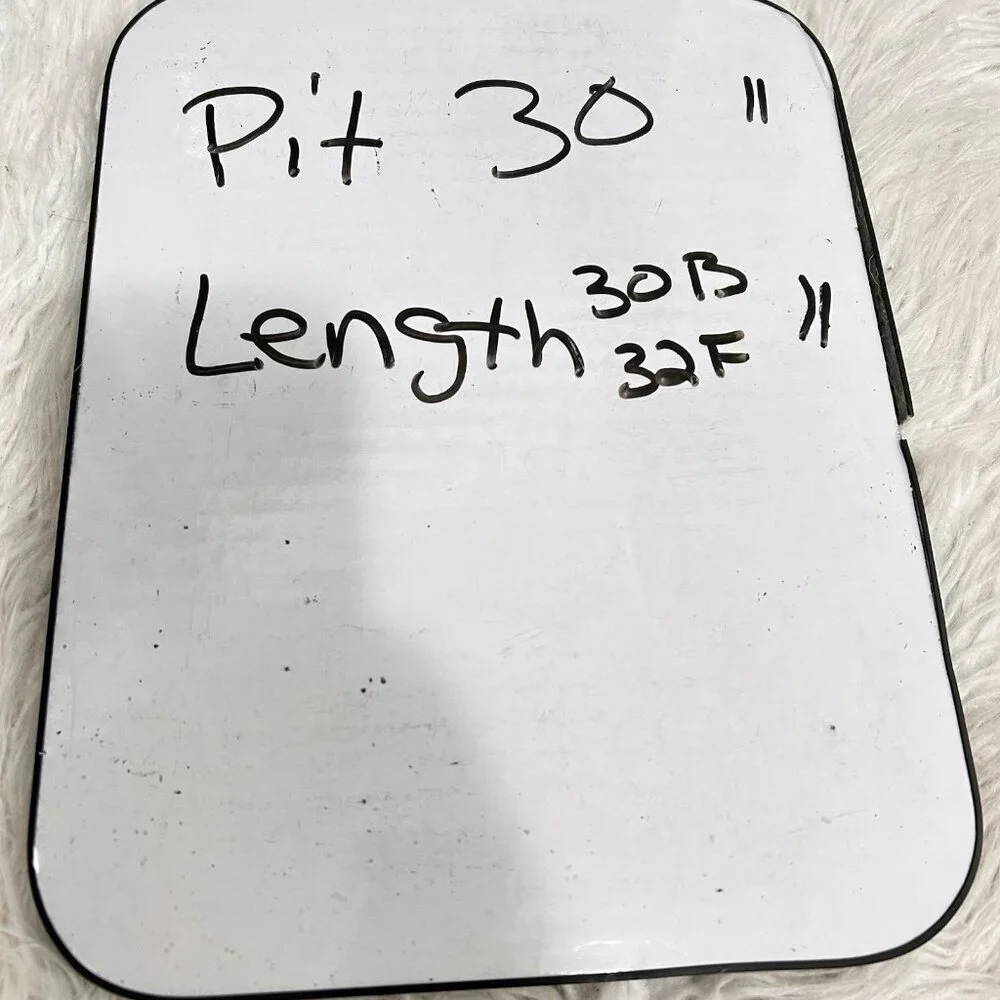 Pit 30 "
Length 30B "
32F